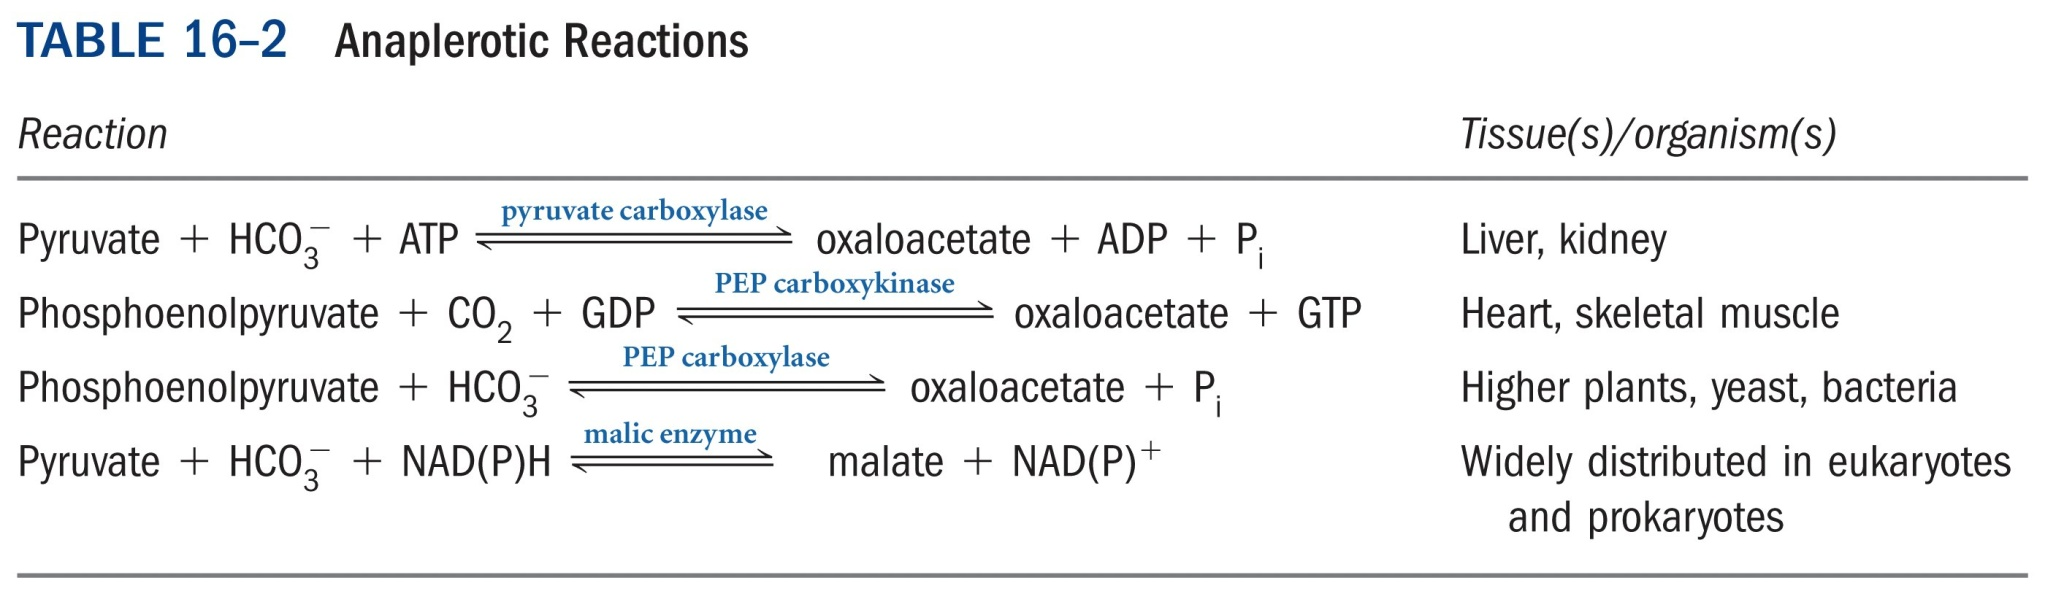 TABLE 16–2 Anaplerotic Reactions
Reaction Tissue(s)/organism(s)
pyruvate carboxylase
Pyruvate + HCO₃⁻ + ATP ⇌ oxaloacetate + ADP + Pᵢ Liver, kidney
PEP carboxykinase
Phosphoenolpyruvate + CO₂ + GDP ⇌ oxaloacetate + GTP Heart, skeletal muscle
PEP carboxylase
Phosphoenolpyruvate + HCO₃⁻ ⇌ oxaloacetate + Pᵢ Higher plants, yeast, bacteria
malic enzyme
Pyruvate + HCO₃⁻ + NAD(P)H ⇌ malate + NAD(P)⁺ Widely distributed in eukaryotes
and prokaryotes